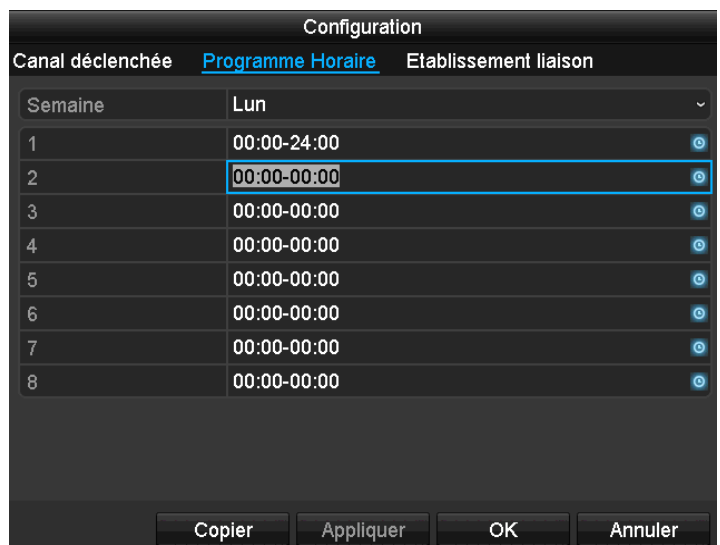 Configuration
Canal déclenchée Programme Horaire Etablissement liaison
Semaine Lun
1 00:00-24:00
2 00:00-00:00
3 00:00-00:00
4 00:00-00:00
5 00:00-00:00
6 00:00-00:00
7 00:00-00:00
8 00:00-00:00
Copier Appliquer OK Annuler